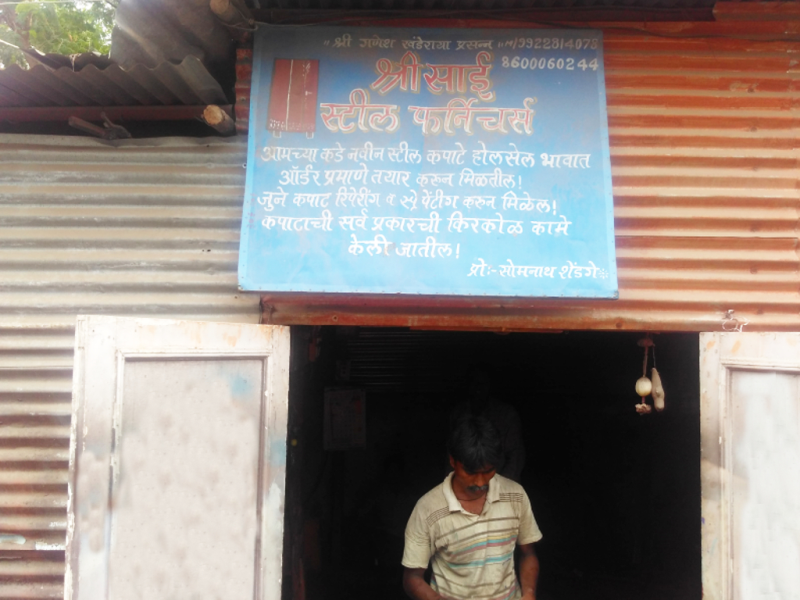 ॥ श्री गणेश खंडेराया प्रसन्न ॥
श्री साई
8600060244
स्टील फर्निचर्स
आमच्या कडे नवीन स्टील कपाटे होलसेल भावात
ऑर्डर प्रमाणे तयार करुन मिळतील!
जुने कपाट रिपेरींग व स्प्रे पेंटींग करुन मिळेल!
कपाटाची सर्व प्रकारची किरकोळ कामे
केली जातील!
प्रोः- सोमनाथ शेंडगे